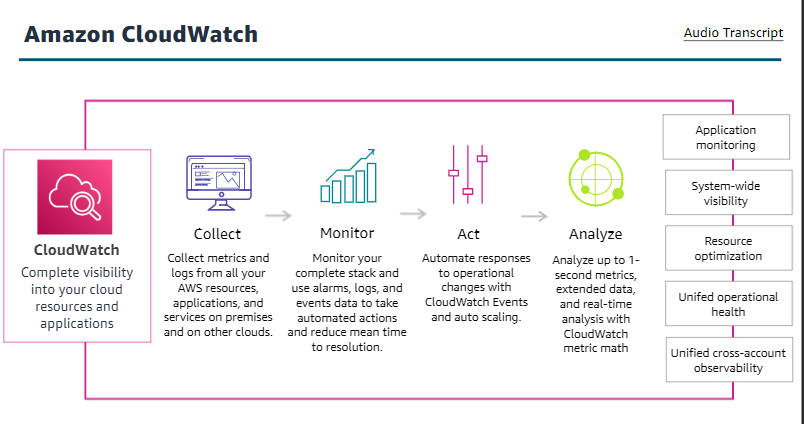 Amazon CloudWatch
Audio Transcript
CloudWatch
Complete visibility
into your cloud
resources and
applications
Collect
Collect metrics and
logs from all your
AWS resources,
applications, and
services on premises
and on other clouds.
Monitor
Monitor your
complete stack and
use alarms, logs, and
events data to take
automated actions
and reduce mean time
to resolution.
Act
Automate responses
to operational
changes with
CloudWatch Events
and auto scaling.
Analyze
Analyze up to 1-
second metrics,
extended data,
and real-time
analysis with
CloudWatch
metric math
Application
monitoring
System-wide
visibility
Resource
optimization
Unifed operational
health
Unified cross-account
observability